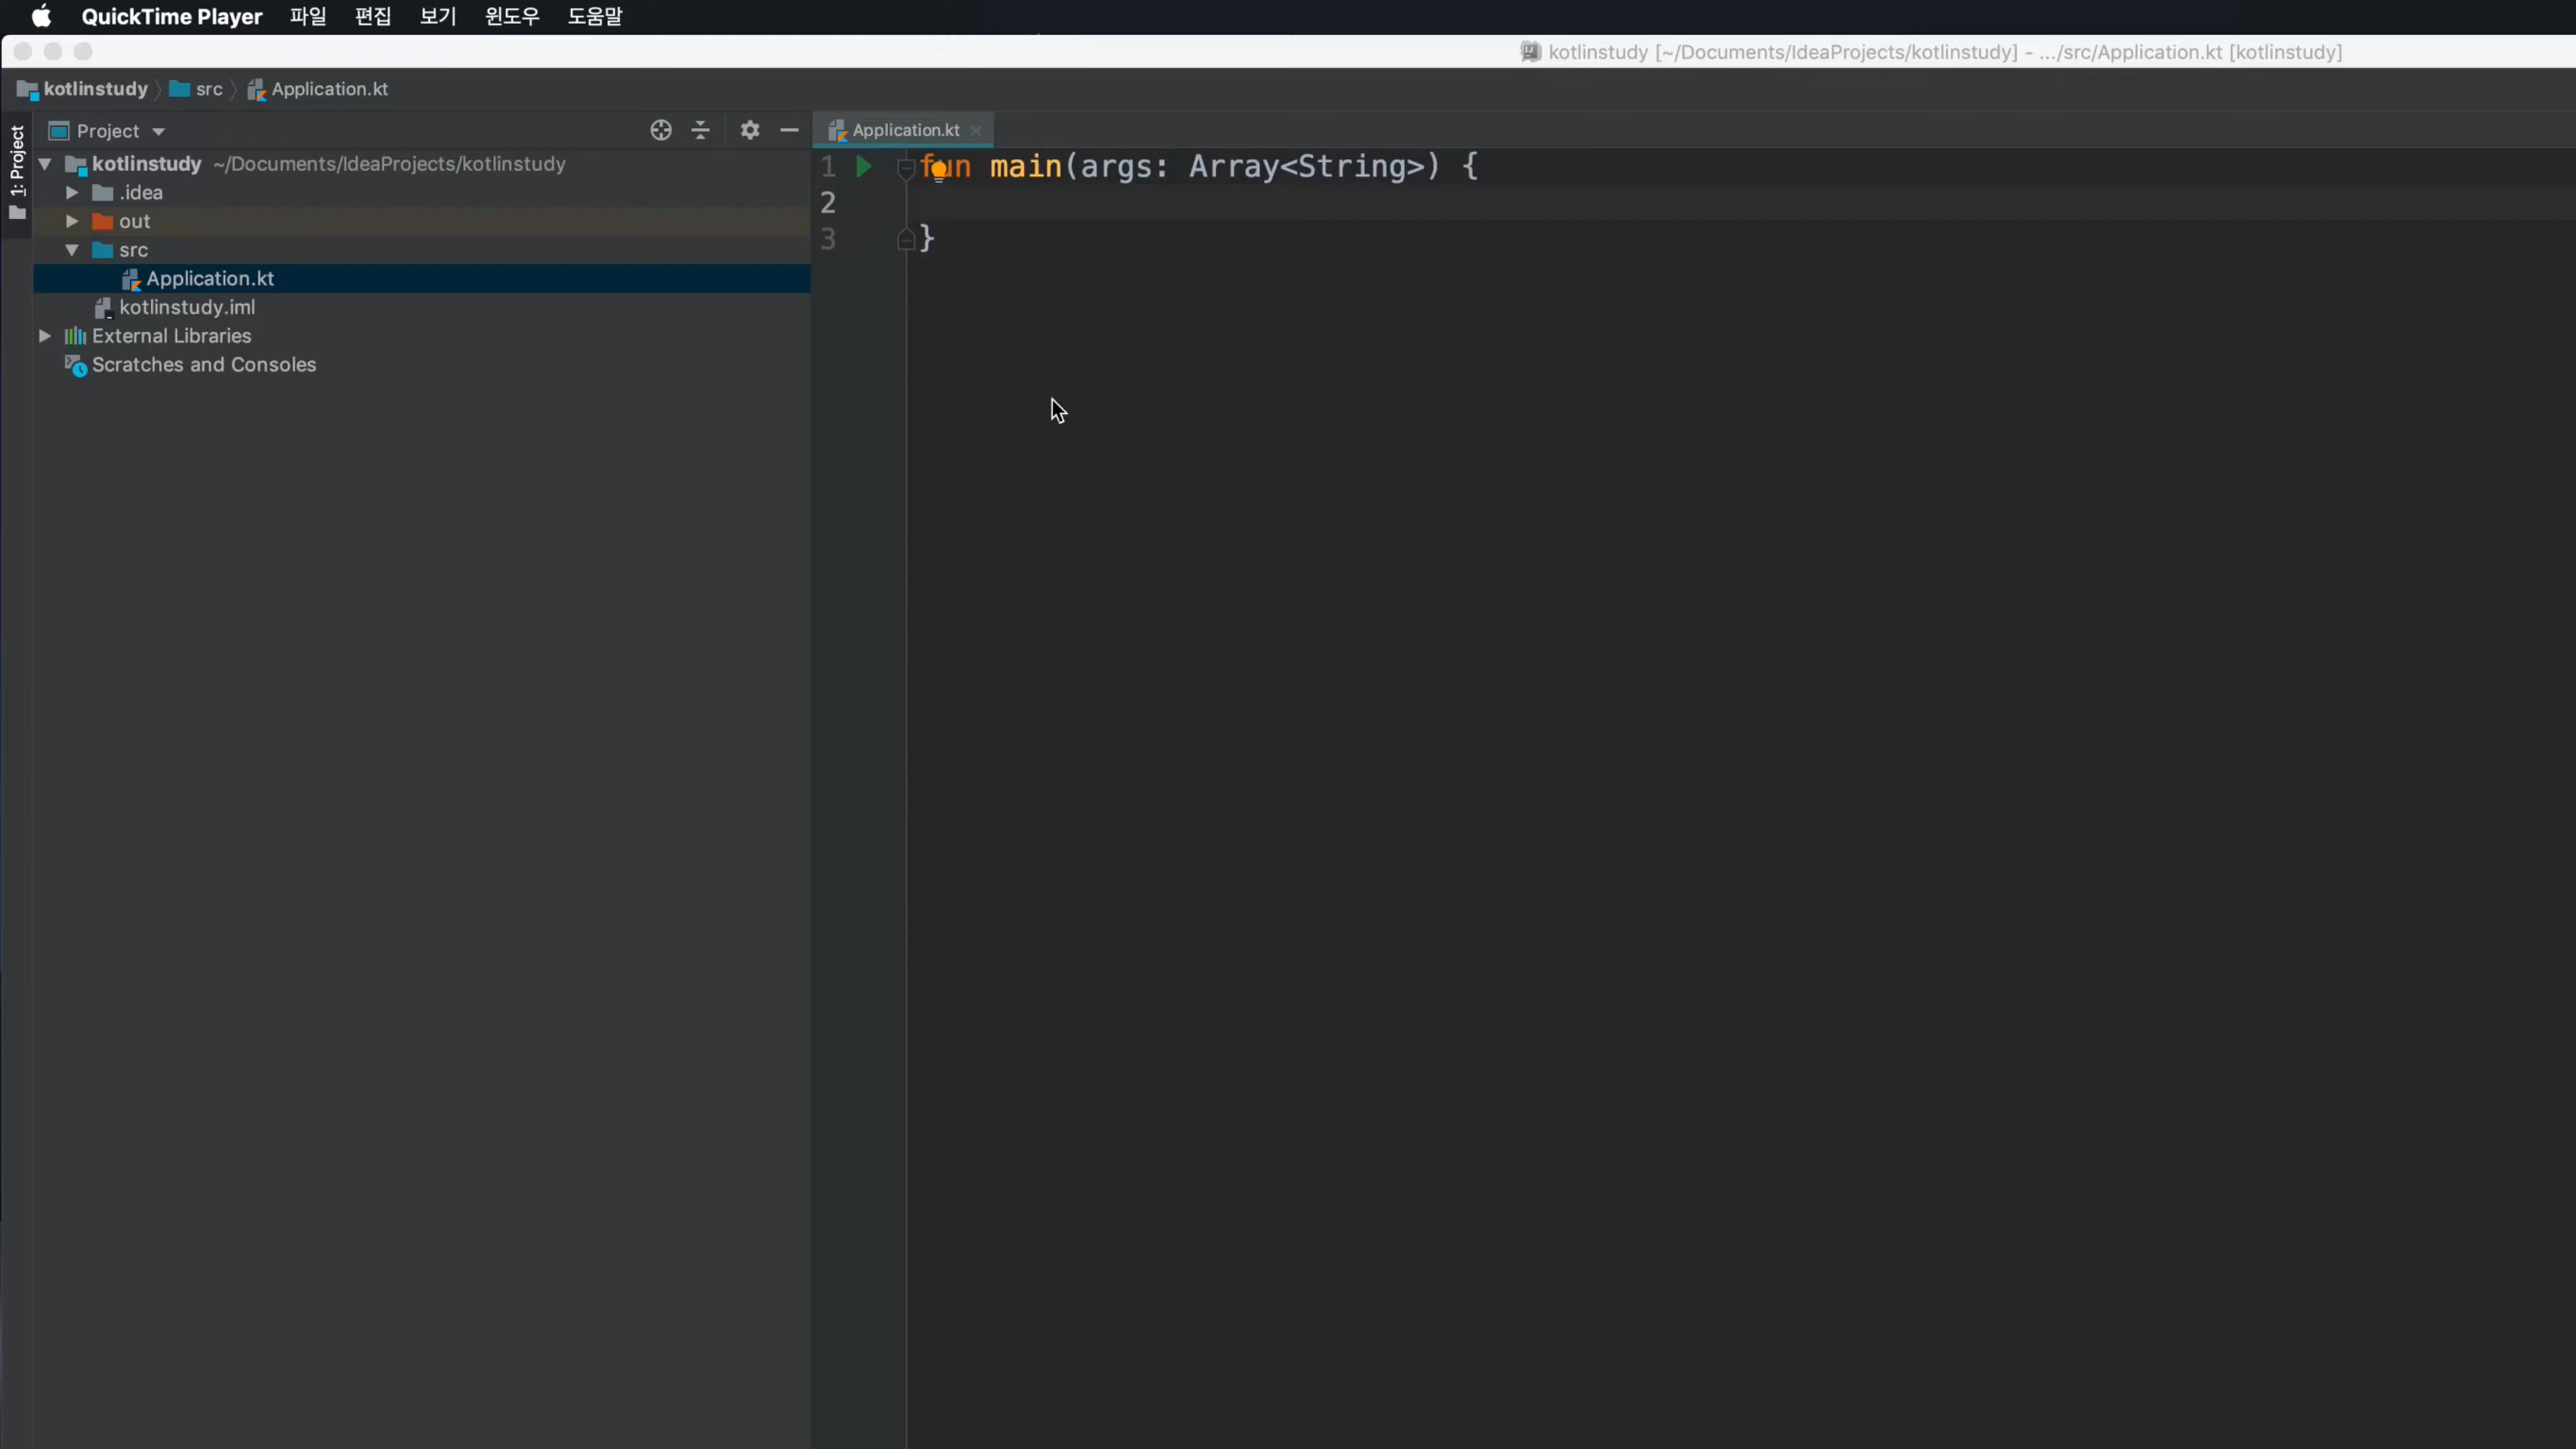 QuickTime Player 파일 편집 보기 윈도우 도움말
kotlinstudy [~/Documents/IdeaProjects/kotlinstudy] - .../src/Application.kt [kotlinstudy]
kotlinstudy src Application.kt
1: Project
Project
kotlinstudy ~/Documents/IdeaProjects/kotlinstudy
.idea
out
src
Application.kt
kotlinstudy.iml
External Libraries
Scratches and Consoles
Application.kt
1 fun main(args: Array<String>) {
2
3 }